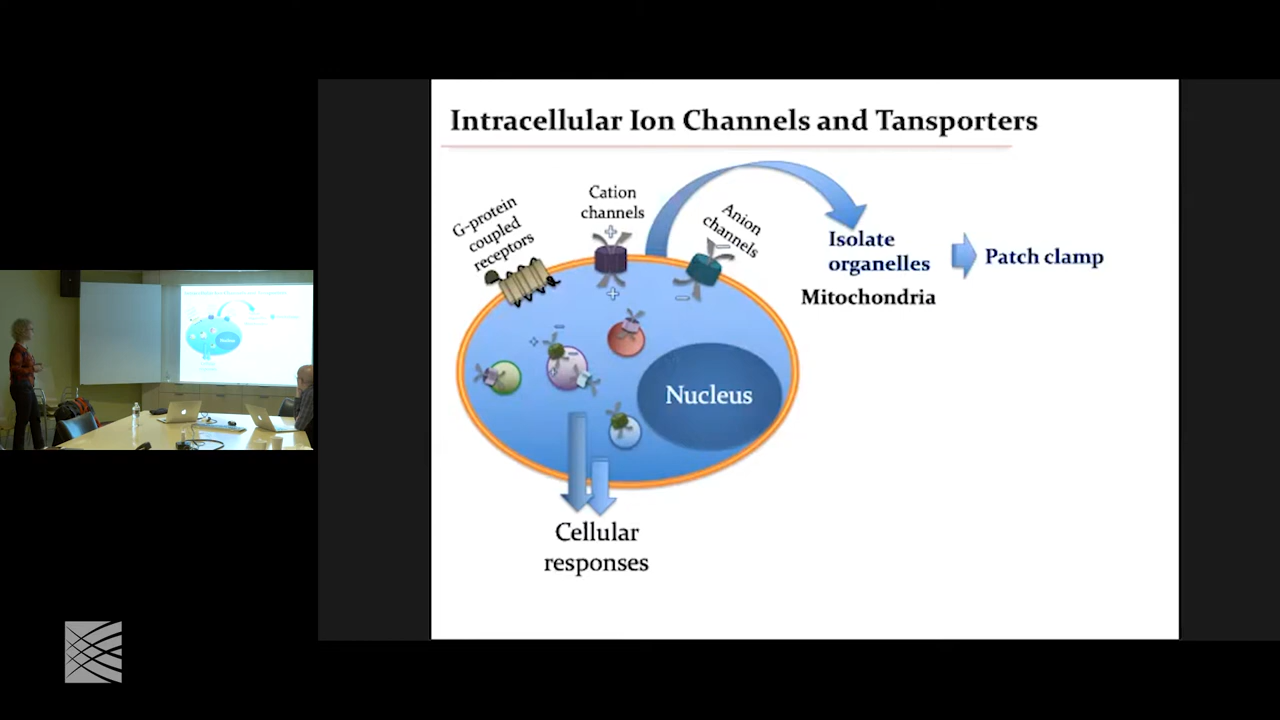 Intracellular Ion Channels and Tansporters
G-protein
coupled
receptors
Cation
channels
+
Anion
channels
−
+
−
Isolate
organelles
Patch clamp
Mitochondria
Nucleus
Cellular
responses